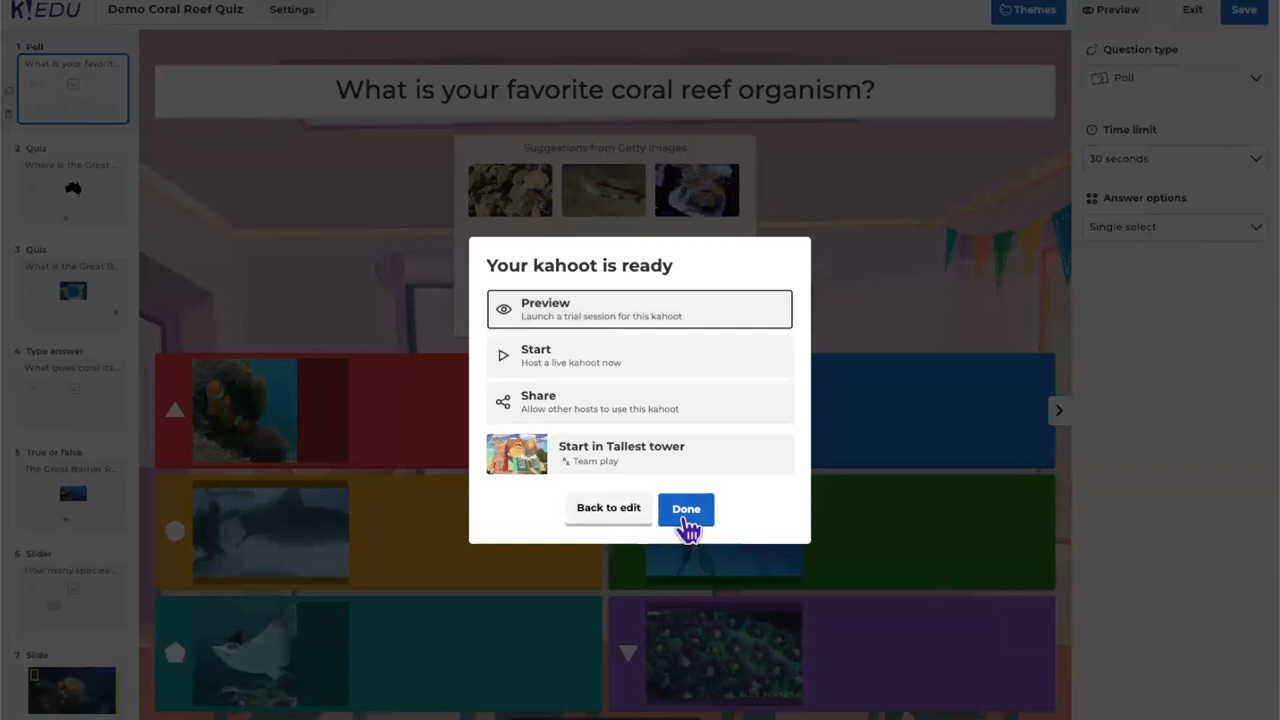 K!EDU
Demo Coral Reef Quiz
Settings
Themes
Preview
Exit
Save
1 Poll
What is your favorit...
2 Quiz
Where is the Great ...
3 Quiz
What is the Great B...
4 Type answer
What gives coral its...
5 True or false
The Great Barrier R...
6 Slider
How many species...
7 Slide
What is your favorite coral reef organism?
Suggestions from Getty Images
Your kahoot is ready
Preview
Launch a trial session for this kahoot
Start
Host a live kahoot now
Share
Allow other hosts to use this kahoot
Start in Tallest tower
Team play
Back to edit
Done
Question type
Poll
Time limit
30 seconds
Answer options
Single select